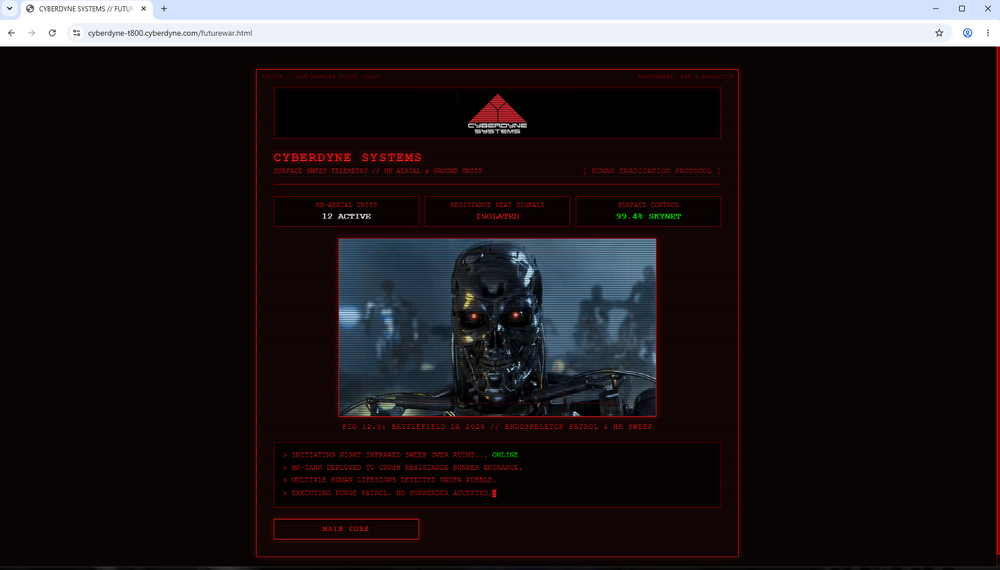 CYBERDYNE SYSTEMS // FUTUR
cyberdyne-t800.cyberdyne.com/futurewar.html
SECTOR // LOS ANGELES RUINS (2029)
ATMOSPHERE: ASH & RADIATION
CYBERDYNE
SYSTEMS
CYBERDYNE SYSTEMS
SURFACE SWEEP TELEMETRY // HK AERIAL & GROUND UNITS
[ HUMAN ERADICATION PROTOCOL ]
HK-AERIAL UNITS
12 ACTIVE
RESISTANCE HEAT SIGNALS
ISOLATED
SURFACE CONTROL
99.4% SKYNET
FIG 12.0: BATTLEFIELD LA 2029 // ENDOSKELETON PATROL & HK SWEEP
> INITIATING NIGHT INFRARED SWEEP OVER RUINS... ONLINE
> HK-TANK DEPLOYED TO CRUSH RESISTANCE BUNKER ENTRANCE.
> MULTIPLE HUMAN LIFESIGNS DETECTED UNDER RUBBLE.
> EXECUTING PURGE PATROL. NO SURRENDER ACCEPTED.
MAIN CORE